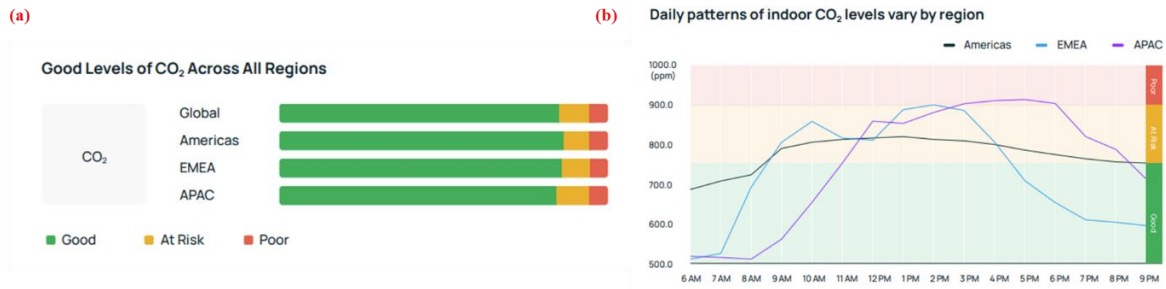 (a)
Good Levels of CO₂ Across All Regions
CO₂
Global
Americas
EMEA
APAC
Good At Risk Poor
(b)
Daily patterns of indoor CO₂ levels vary by region
Americas EMEA APAC
1000.0
(ppm)
900.0
800.0
700.0
600.0
500.0
Poor
At Risk
Good
6 AM 7 AM 8 AM 9 AM 10 AM 11 AM 12 PM 1 PM 2 PM 3 PM 4 PM 5 PM 6 PM 7 PM 8 PM 9 PM